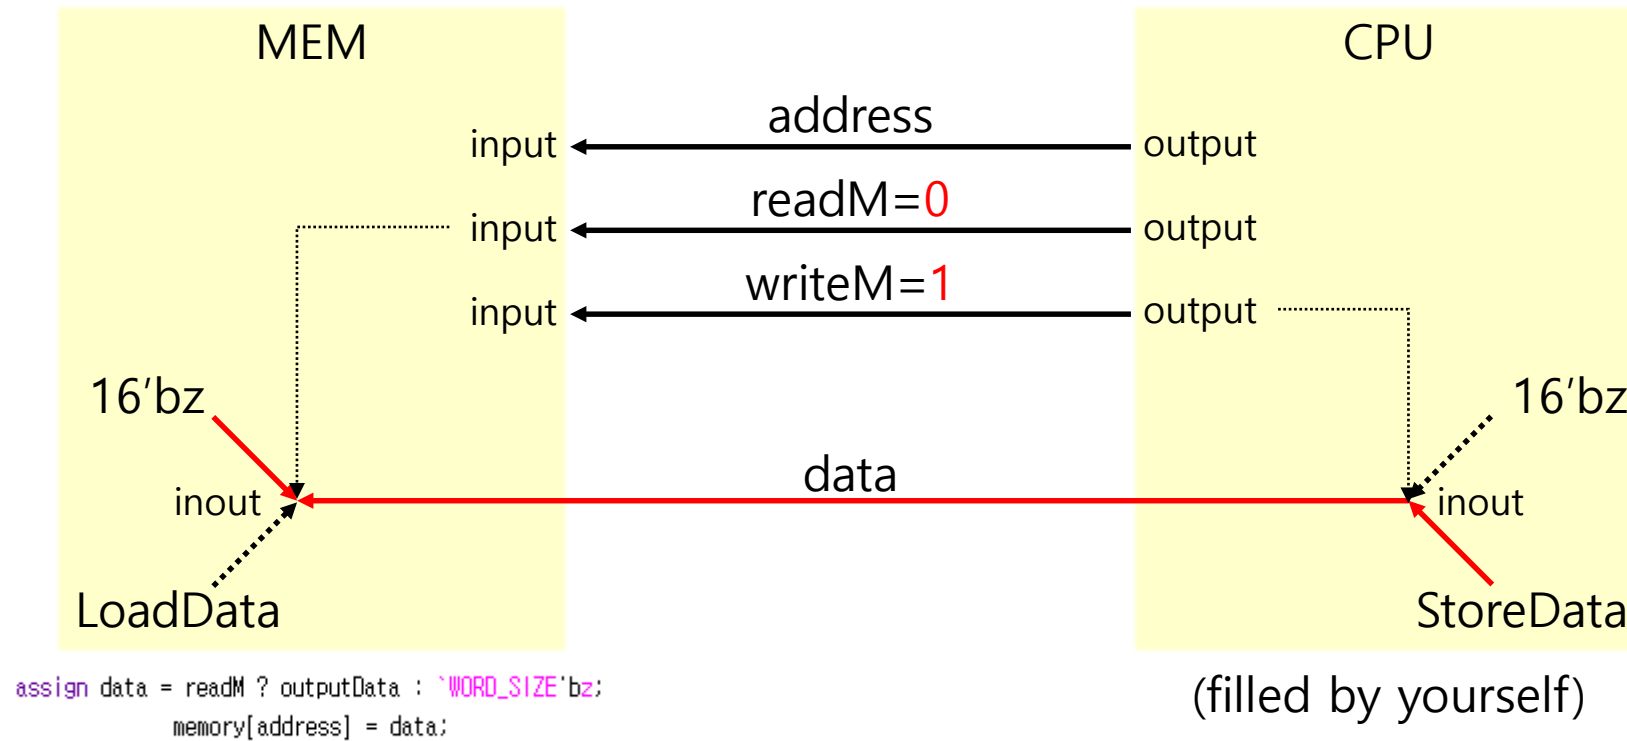 MEM
CPU
address
input
output
readM=0
input
output
writeM=1
input
output
16'bz
16'bz
data
inout
inout
LoadData
StoreData
assign data = readM ? outputData : `WORD_SIZE'bz;
memory[address] = data;
(filled by yourself)